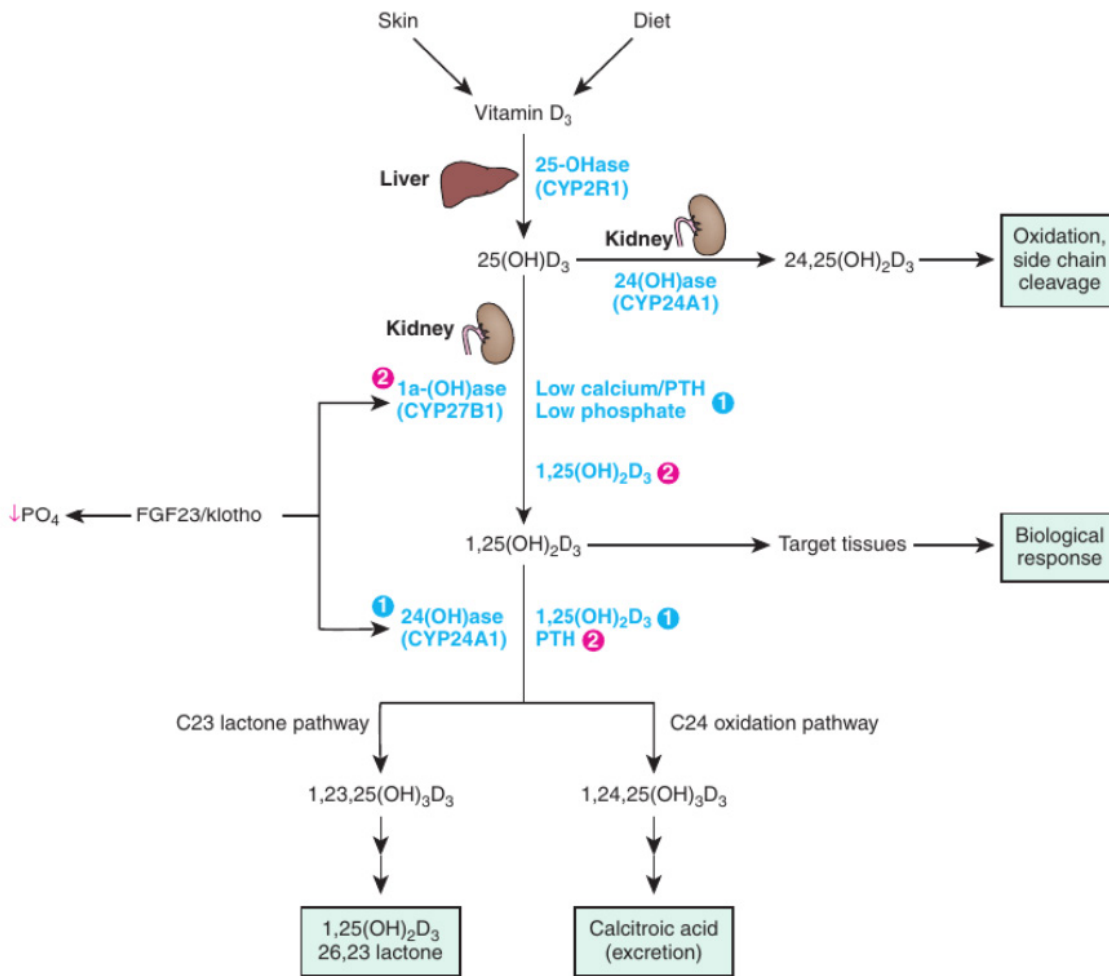 Skin
Diet
Vitamin D₃
Liver
25-OHase
(CYP2R1)
Kidney
25(OH)D₃
24,25(OH)₂D₃
Oxidation,
side chain
cleavage
24(OH)ase
(CYP24A1)
Kidney
2
1a-(OH)ase
(CYP27B1)
Low calcium/PTH
Low phosphate
1
1,25(OH)₂D₃ 2
↓PO₄
FGF23/klotho
1,25(OH)₂D₃
Target tissues
Biological
response
1
24(OH)ase
(CYP24A1)
1,25(OH)₂D₃ 1
PTH 2
C23 lactone pathway
C24 oxidation pathway
1,23,25(OH)₃D₃
1,24,25(OH)₃D₃
1,25(OH)₂D₃
26,23 lactone
Calcitroic acid
(excretion)